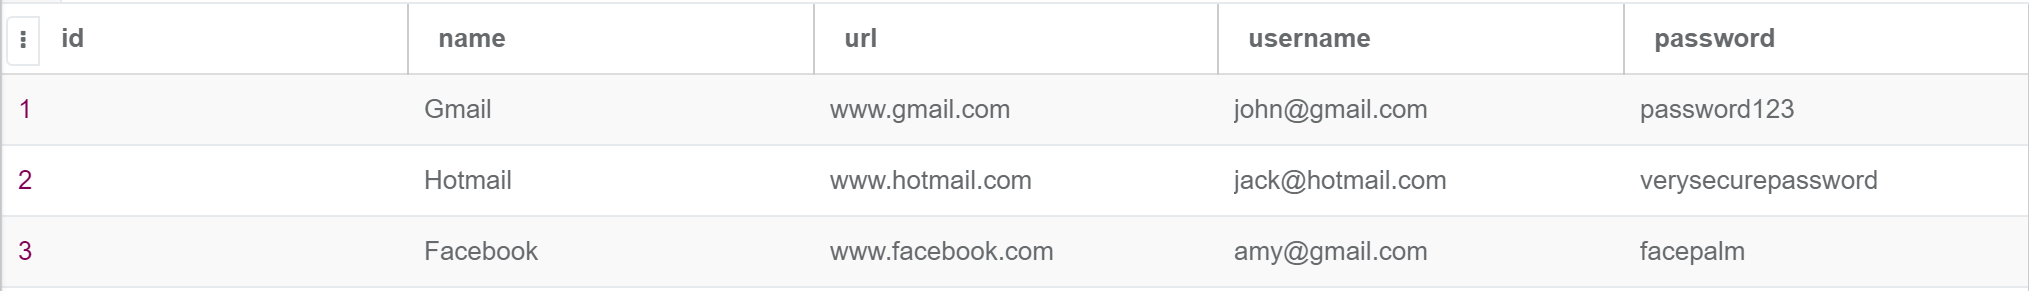 id name url username password
1 Gmail www.gmail.com john@gmail.com password123
2 Hotmail www.hotmail.com jack@hotmail.com verysecurepassword
3 Facebook www.facebook.com amy@gmail.com facepalm